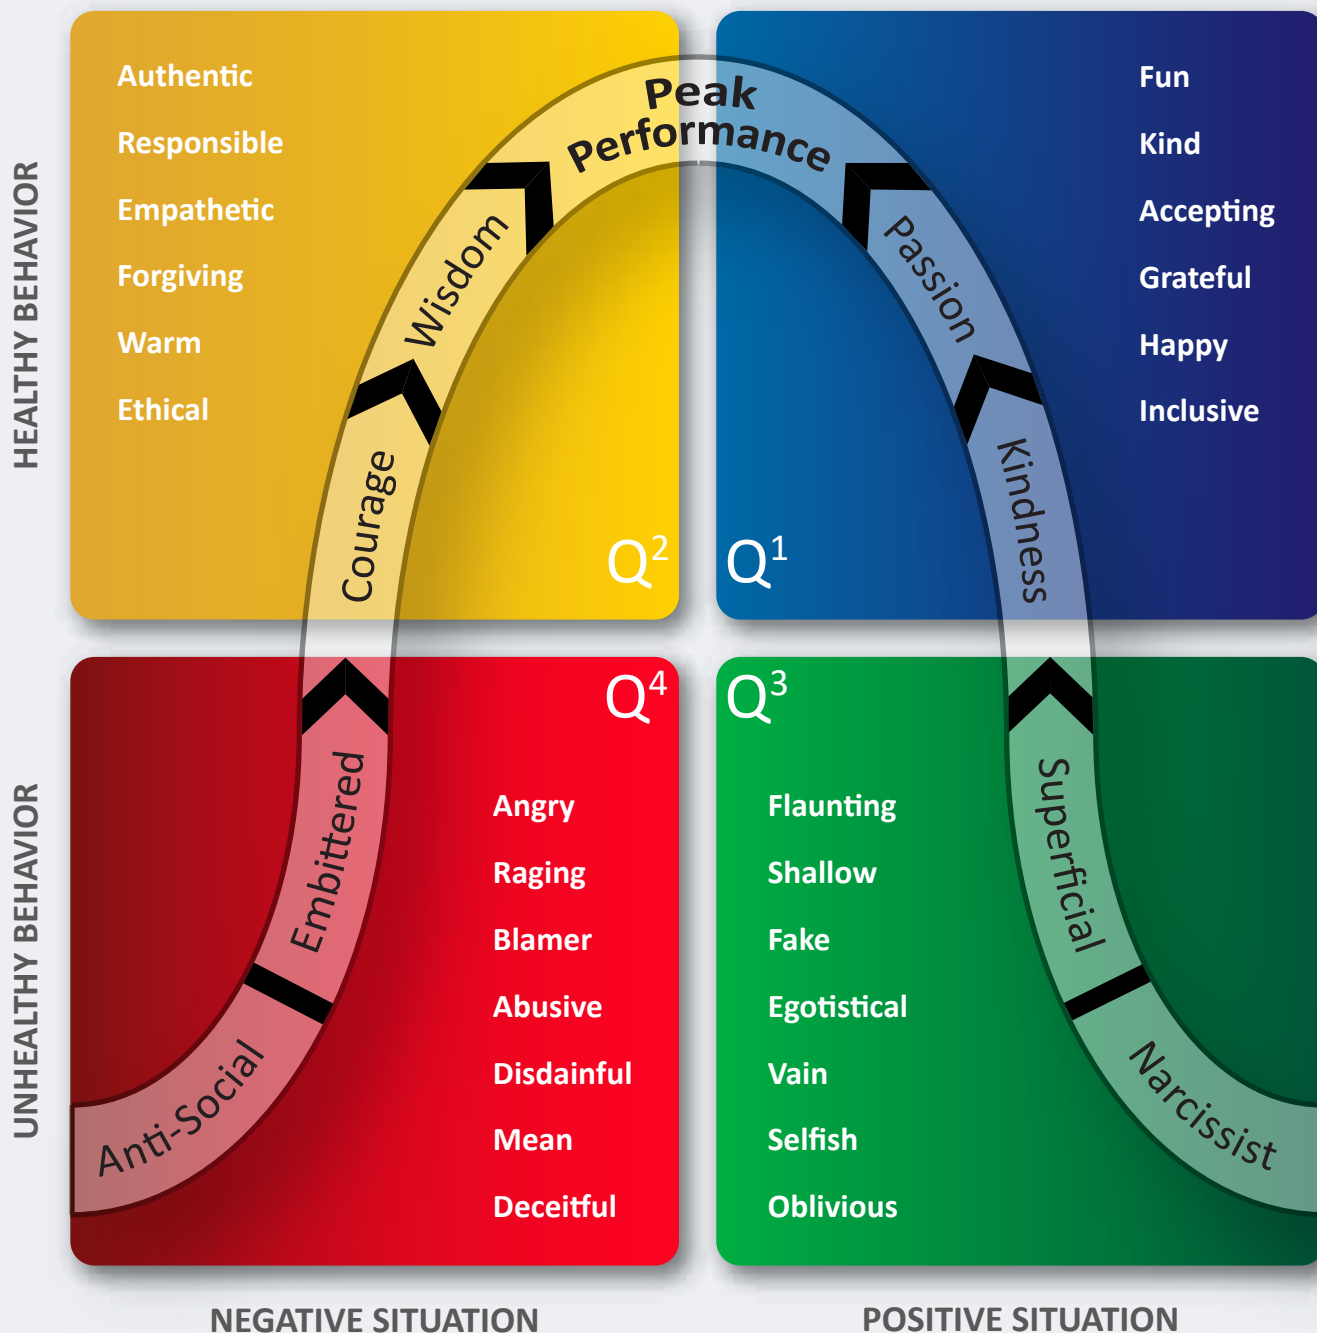 HEALTHY BEHAVIOR
Authentic
Responsible
Empathetic
Forgiving
Warm
Ethical
Q2
Peak
Performance
Wisdom
Courage
Fun
Kind
Accepting
Grateful
Happy
Inclusive
Q1
Passion
Kindness
UNHEALTHY BEHAVIOR
Q4
Embittered
Anti-Social
Angry
Raging
Blamer
Abusive
Disdainful
Mean
Deceitful
Q3
Flaunting
Shallow
Fake
Egotistical
Vain
Selfish
Oblivious
Superficial
Narcissist
NEGATIVE SITUATION
POSITIVE SITUATION